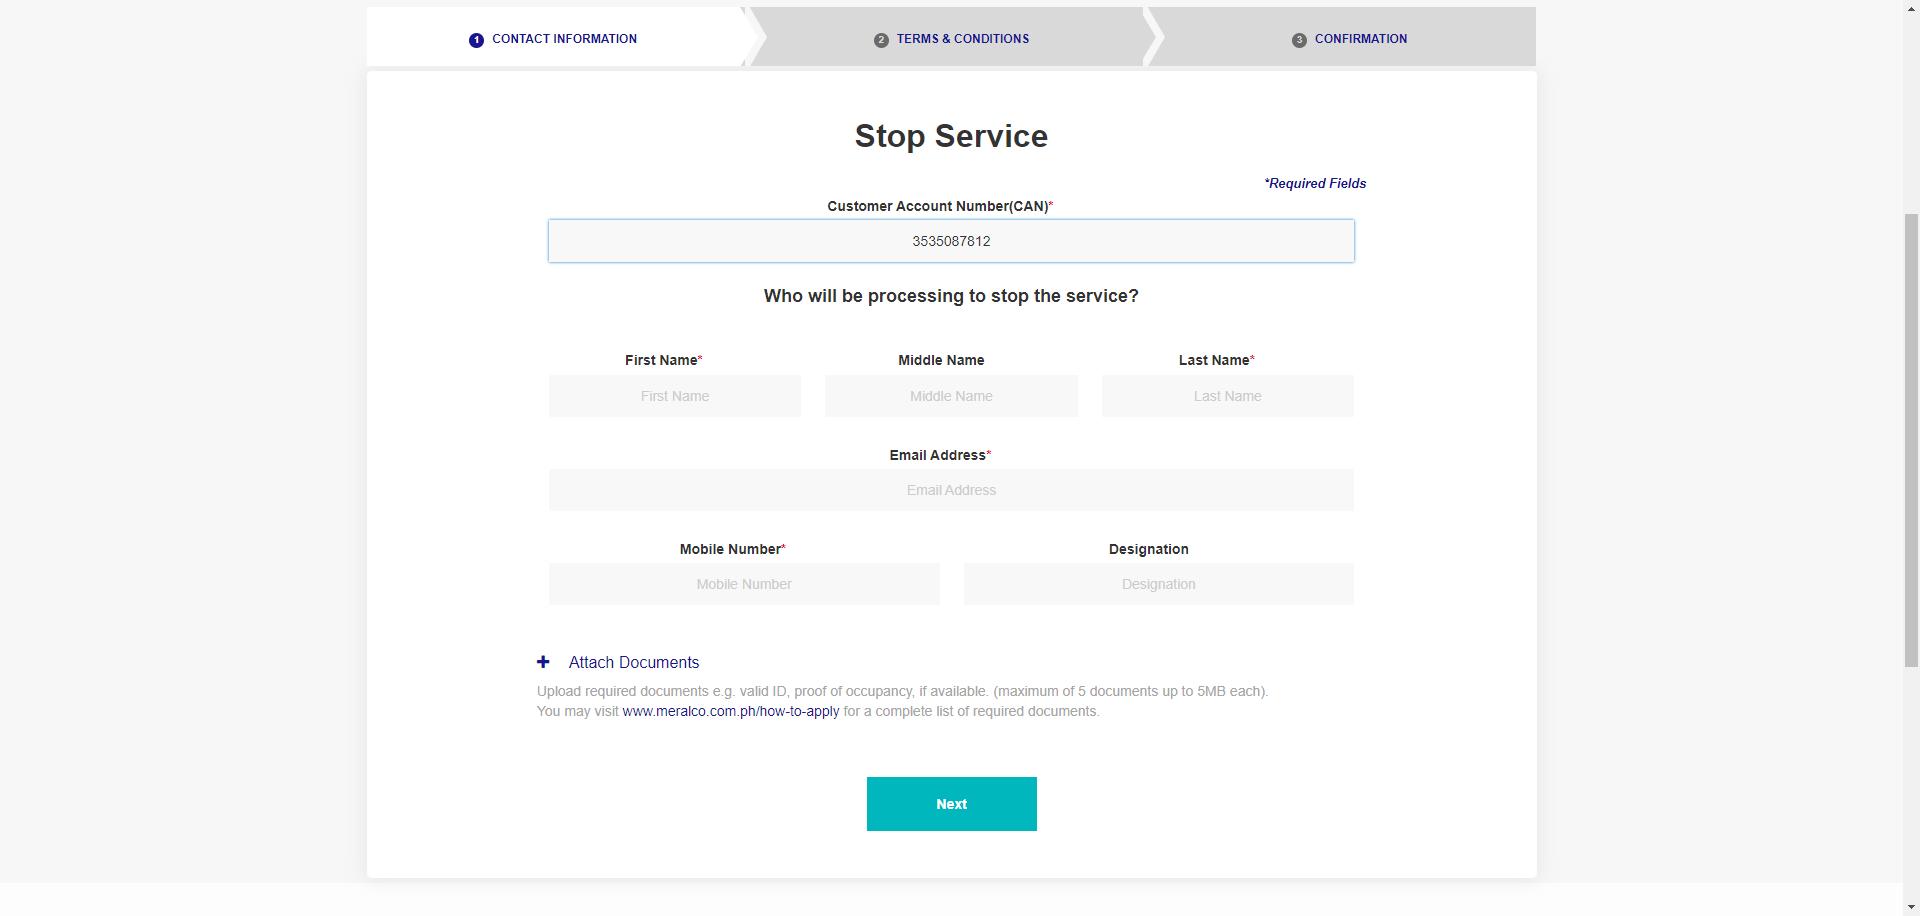 1 CONTACT INFORMATION
2 TERMS & CONDITIONS
3 CONFIRMATION
Stop Service
*Required Fields
Customer Account Number(CAN)*
3535087812
Who will be processing to stop the service?
First Name* Middle Name Last Name*
First Name Middle Name Last Name
Email Address*
Email Address
Mobile Number* Designation
Mobile Number Designation
+ Attach Documents
Upload required documents e.g. valid ID, proof of occupancy, if available. (maximum of 5 documents up to 5MB each).
You may visit www.meralco.com.ph/how-to-apply for a complete list of required documents.
Next